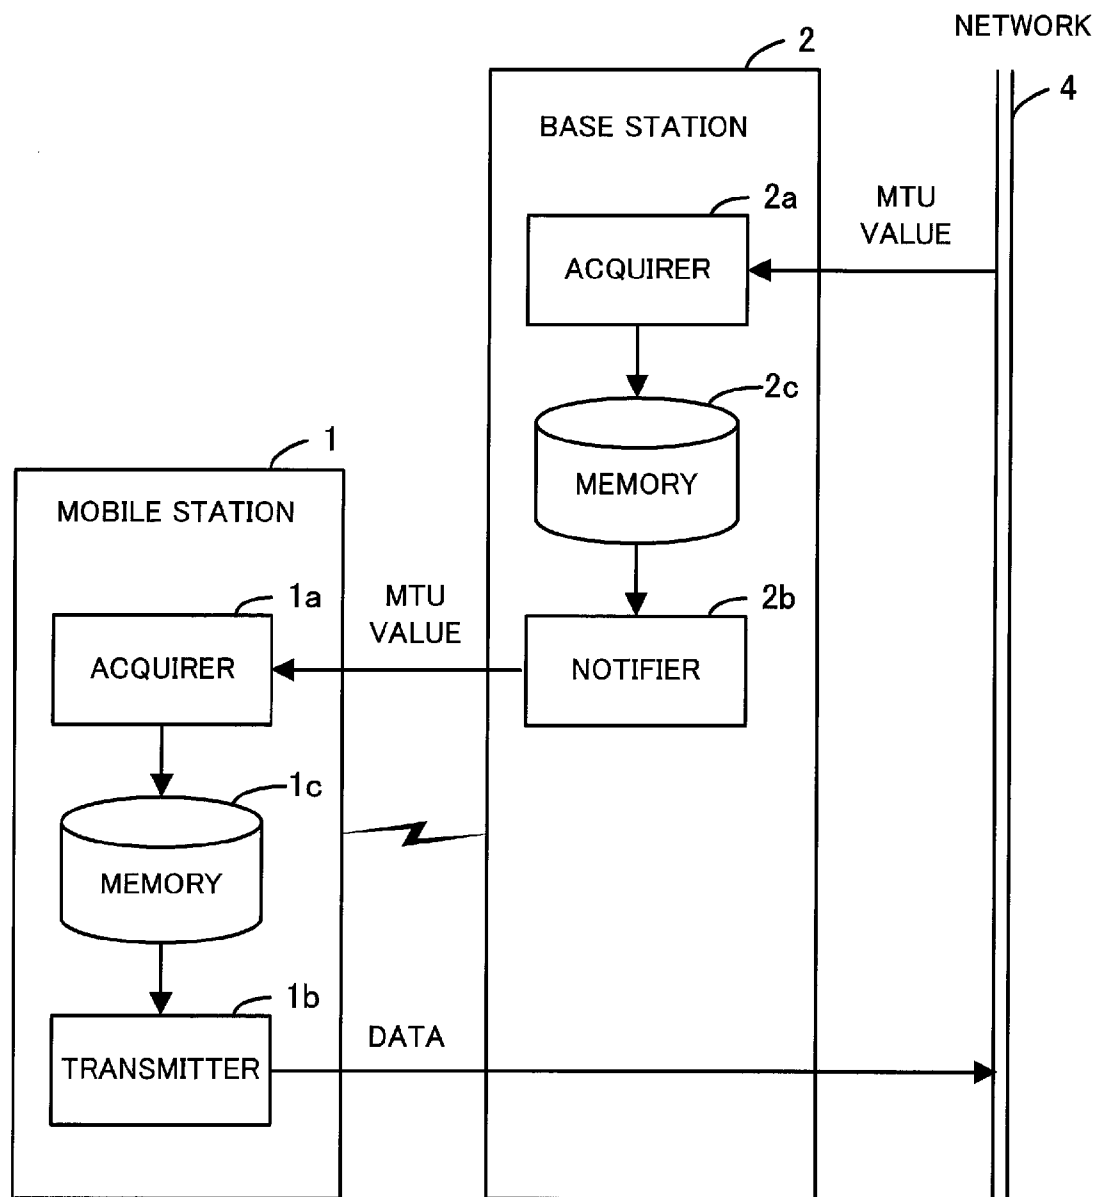 NETWORK
2
4
BASE STATION
2a
MTU
VALUE
ACQUIRER
2c
MEMORY
1
MOBILE STATION
1a
MTU
VALUE
2b
ACQUIRER
NOTIFIER
1c
MEMORY
1b
DATA
TRANSMITTER